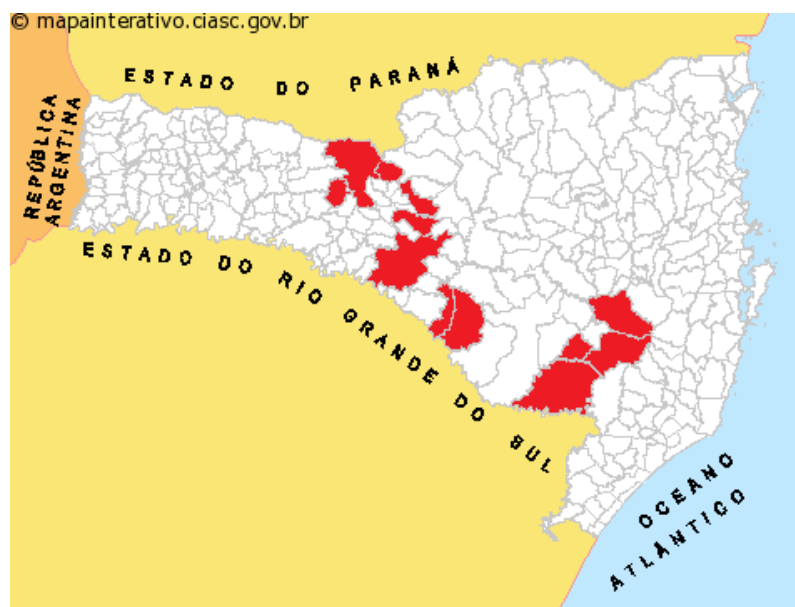 © mapainterativo.ciasc.gov.br
ESTADO DO PARANÁ
REPÚBLICA
ARGENTINA
ESTADO DO RIO GRANDE DO SUL
OCEANO
ATLÂNTICO